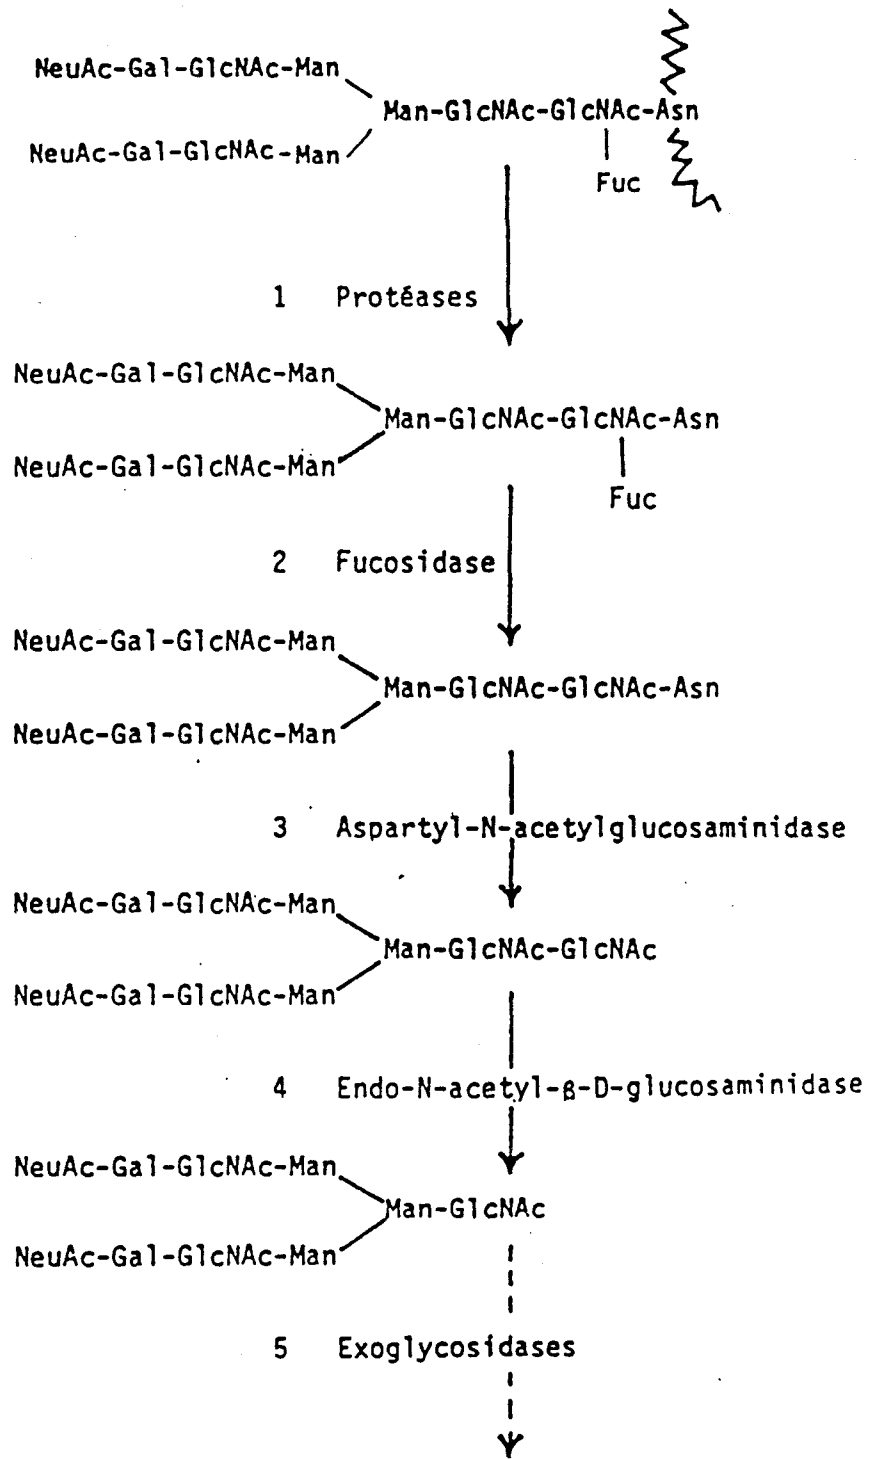 NeuAc-Gal-GlcNAc-Man
Man-GlcNAc-GlcNAc-Asn
NeuAc-Gal-GlcNAc-Man
Fuc
1 Protéases
NeuAc-Gal-GlcNAc-Man
Man-GlcNAc-GlcNAc-Asn
NeuAc-Gal-GlcNAc-Man
Fuc
2 Fucosidase
NeuAc-Gal-GlcNAc-Man
Man-GlcNAc-GlcNAc-Asn
NeuAc-Gal-GlcNAc-Man
3 Aspartyl-N-acetylglucosaminidase
NeuAc-Gal-GlcNAc-Man
Man-GlcNAc-GlcNAc
NeuAc-Gal-GlcNAc-Man
4 Endo-N-acetyl-β-D-glucosaminidase
NeuAc-Gal-GlcNAc-Man
Man-GlcNAc
NeuAc-Gal-GlcNAc-Man
5 Exoglycosidases